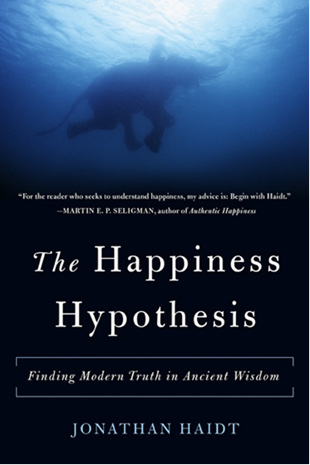 “For the reader who seeks to understand happiness, my advice is: Begin with Haidt.”
—MARTIN E. P. SELIGMAN, author of Authentic Happiness
The Happiness
Hypothesis
Finding Modern Truth in Ancient Wisdom
JONATHAN HAIDT